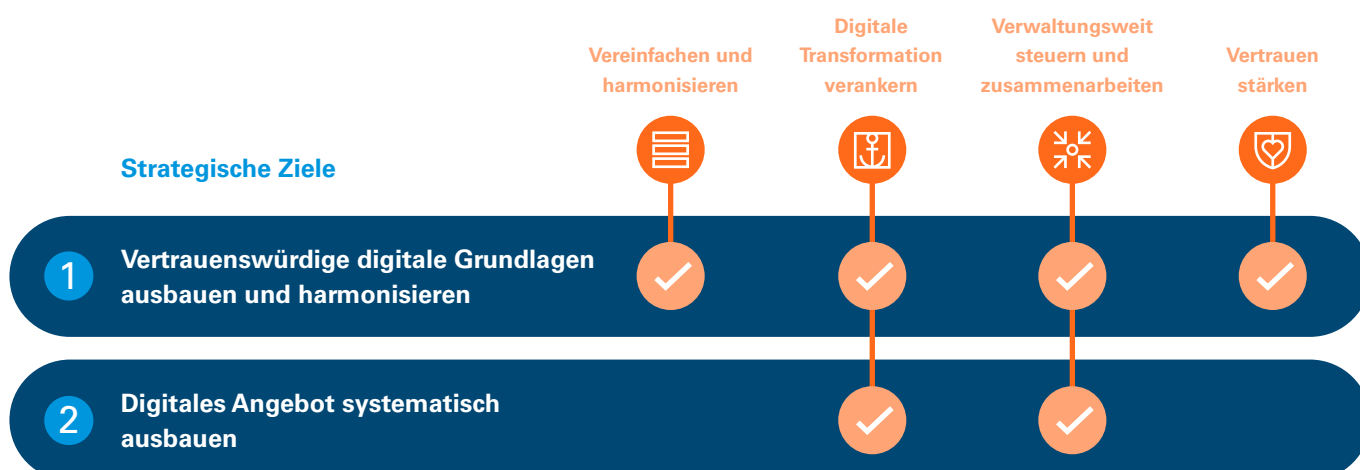 Vereinfachen und
harmonisieren
Digitale
Transformation
verankern
Verwaltungsweit
steuern und
zusammenarbeiten
Vertrauen
stärken
Strategische Ziele
1
Vertrauenswürdige digitale Grundlagen
ausbauen und harmonisieren
2
Digitales Angebot systematisch
ausbauen